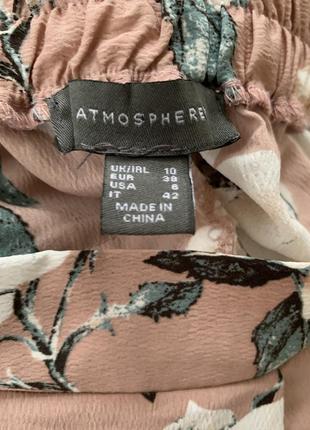 ATMOSPHERE
UK/IRL 10
EUR 38
USA 6
IT 42
MADE IN
CHINA